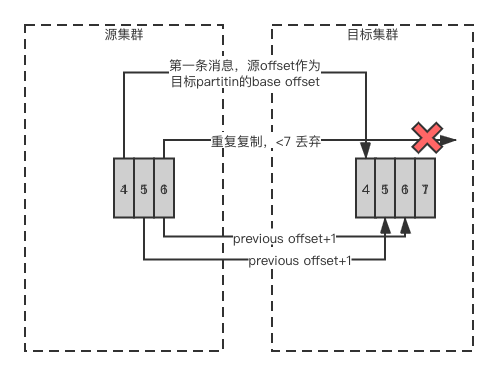 源集群
目标集群
第一条消息，源offset作为
目标partitin的base offset
重复复制，<7 丢弃
4 5 6
4 5 6 7
previous offset+1
previous offset+1